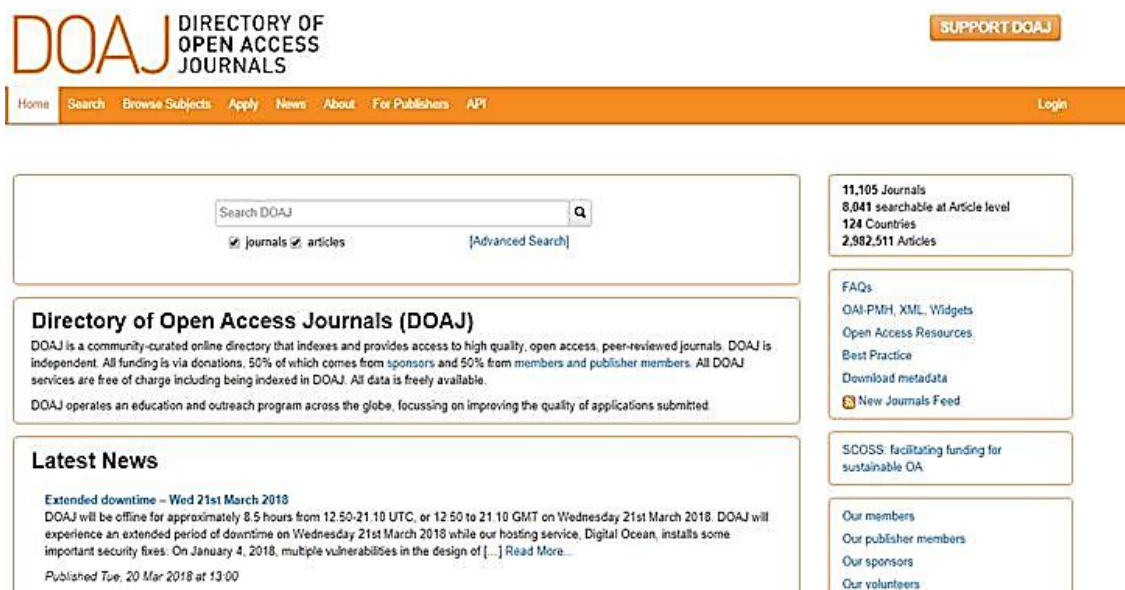 DOAJ
DIRECTORY OF
OPEN ACCESS
JOURNALS
SUPPORT DOAJ
Home Search Browse Subjects Apply News About For Publishers API Login
Search DOAJ
journals articles [Advanced Search]
Directory of Open Access Journals (DOAJ)
DOAJ is a community-curated online directory that indexes and provides access to high quality, open access, peer-reviewed journals. DOAJ is
independent. All funding is via donations, 50% of which comes from sponsors and 50% from members and publisher members. All DOAJ
services are free of charge including being indexed in DOAJ. All data is freely available.
DOAJ operates an education and outreach program across the globe, focussing on improving the quality of applications submitted.
Latest News
Extended downtime – Wed 21st March 2018
DOAJ will be offline for approximately 8.5 hours from 12.50-21.10 UTC, or 12.50 to 21.10 GMT on Wednesday 21st March 2018. DOAJ will
experience an extended period of downtime on Wednesday 21st March 2018 while our hosting service, Digital Ocean, installs some
important security fixes. On January 4, 2018, multiple vulnerabilities in the design of [...] Read More...
Published Tue, 20 Mar 2018 at 13:00
11,105 Journals
8,041 searchable at Article level
124 Countries
2,982,511 Articles
FAQs
OAI-PMH, XML, Widgets
Open Access Resources
Best Practice
Download metadata
New Journals Feed
SCOSS: facilitating funding for
sustainable OA
Our members
Our publisher members
Our sponsors
Our volunteers